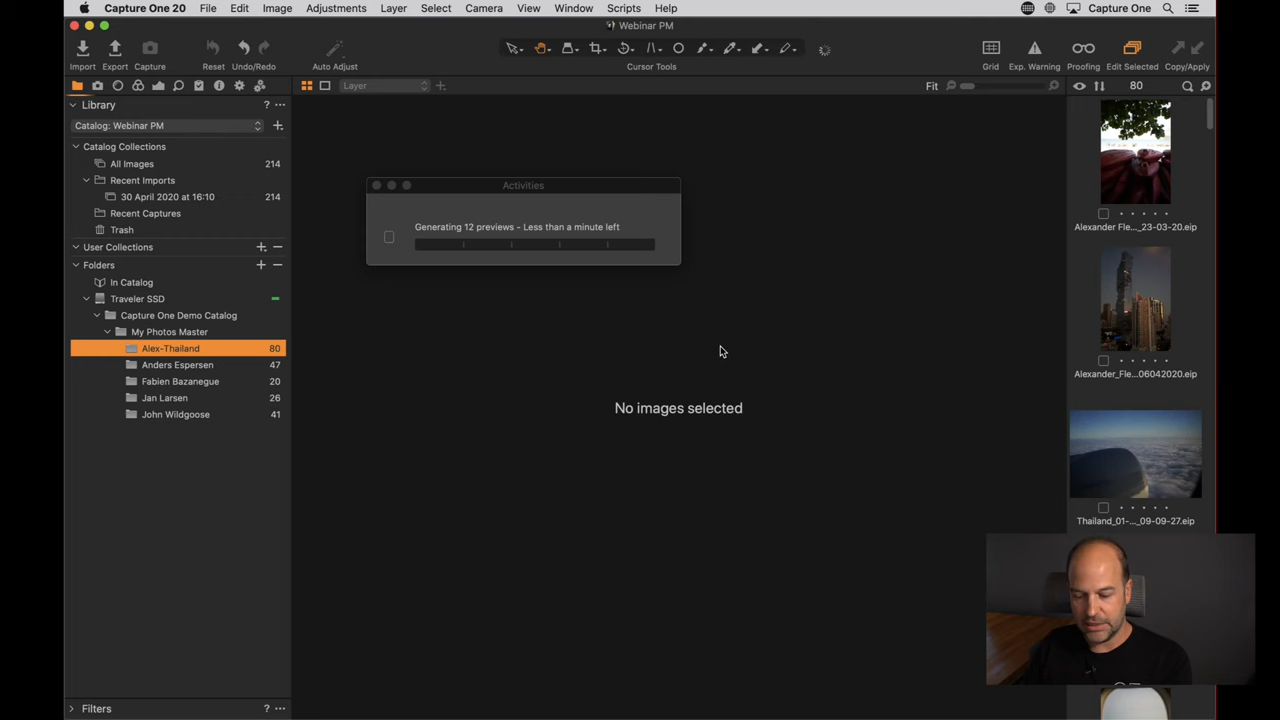 Capture One 20 File Edit Image Adjustments Layer Select Camera View Window Scripts Help Capture One
Webinar PM
Import Export Capture Reset Undo/Redo Auto Adjust Cursor Tools Grid Exp. Warning Proofing Edit Selected Copy/Apply
Library ?
Layer
Fit
80
Catalog: Webinar PM
Catalog Collections
All Images 214
Recent Imports
30 April 2020 at 16:10 214
Recent Captures
Trash
User Collections
Folders
In Catalog
Traveler SSD
Capture One Demo Catalog
My Photos Master
Alex-Thailand 80
Anders Espersen 47
Fabien Bazanegue 20
Jan Larsen 26
John Wildgoose 41
Filters ?
Activities
Generating 12 previews - Less than a minute left
No images selected
Alexander Fle..._23-03-20.eip
Alexander_Fle...06042020.eip
Thailand_01-..._09-09-27.eip